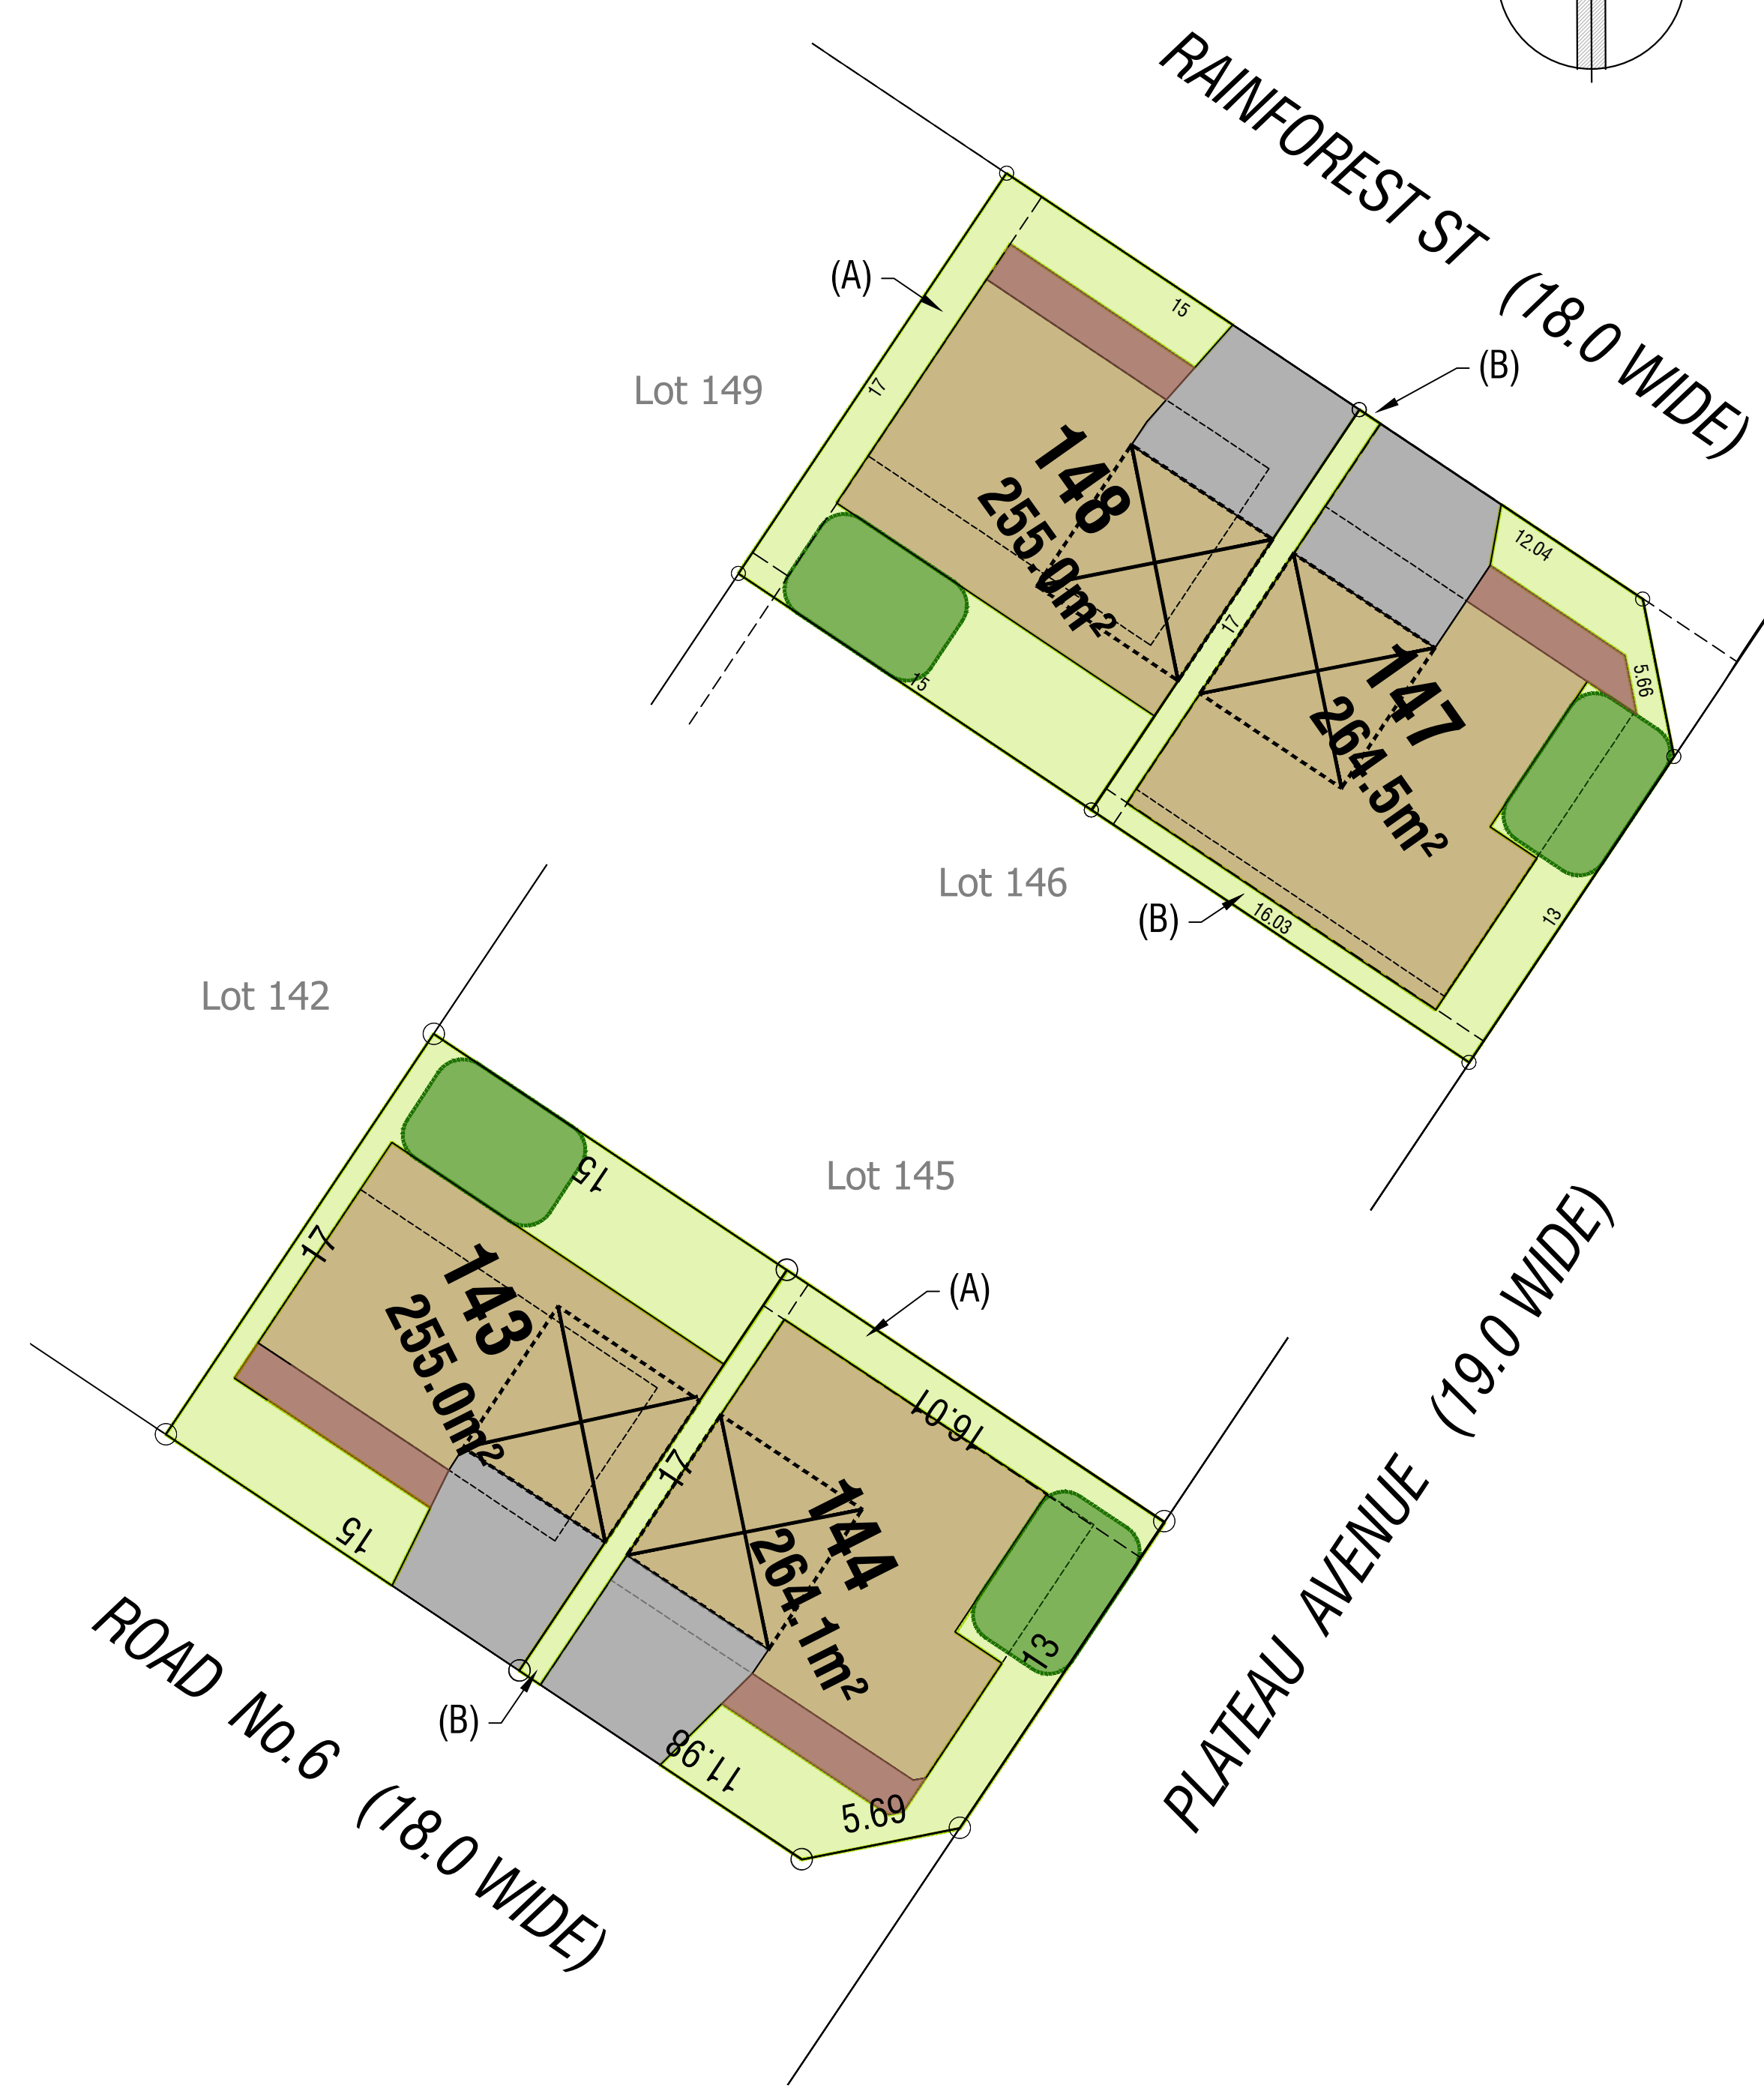 RAINFOREST ST (18.0 WIDE)
(A)
15
(B)
Lot 149
17
148
255.0m²
12.04
17
147
264.5m²
5.66
15
Lot 146
(B)
16.03
13
Lot 142
15
Lot 145
17
143
255.0m²
(A)
16.01
17
144
264.1m²
13
15
(B)
11.98
5.69
ROAD No.6 (18.0 WIDE)
PLATEAU AVENUE (19.0 WIDE)